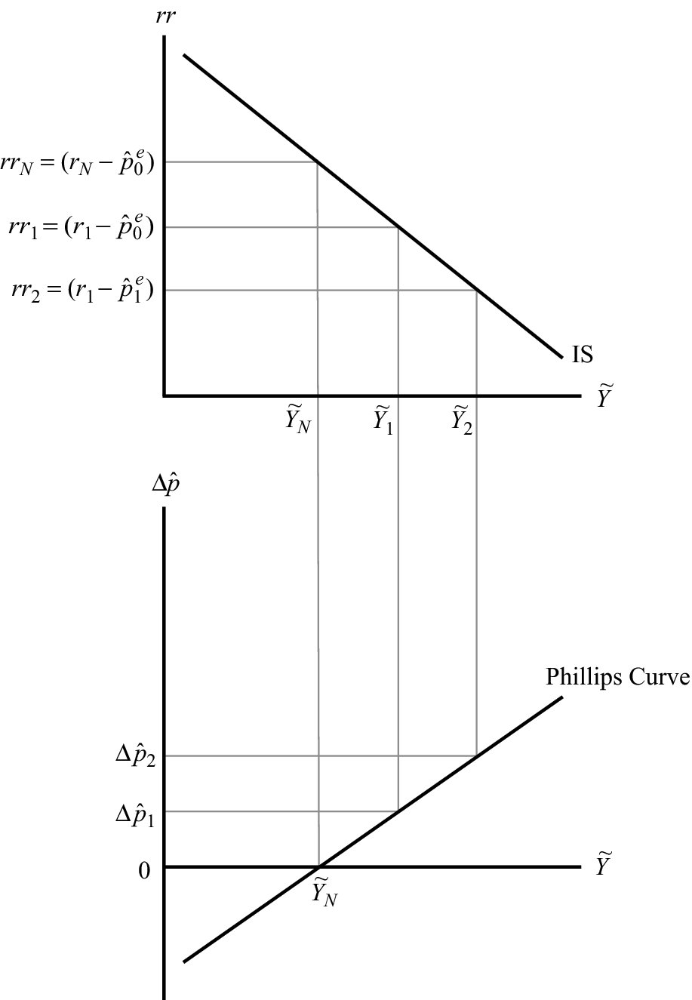 rr
rr_N = (r_N − p̂_0^e)
rr_1 = (r_1 − p̂_0^e)
rr_2 = (r_1 − p̂_1^e)
IS
Ỹ
Ỹ_N Ỹ_1 Ỹ_2
Δp̂
Phillips Curve
Δp̂_2
Δp̂_1
0
Ỹ
Ỹ_N